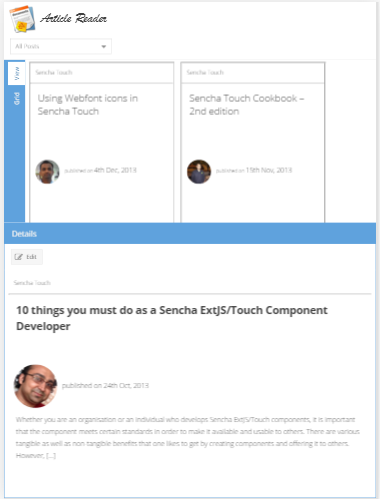 Article Reader
All Posts
View
Grid
Sencha Touch
Using Webfont icons in
Sencha Touch
published on 4th Dec, 2013
Sencha Touch
Sencha Touch Cookbook –
2nd edition
published on 19th Nov, 2013
Details
Edit
Sencha Touch
10 things you must do as a Sencha ExtJS/Touch Component
Developer
published on 24th Oct, 2013
Whether you are an organisation or an individual who develops Sencha ExtJS/Touch components, it is important
that the component meets certain standards in order to make it available and usable to others. There are various
tangible as well as non tangible benefits that one likes to get by creating components and offering it to others.
However, [...]